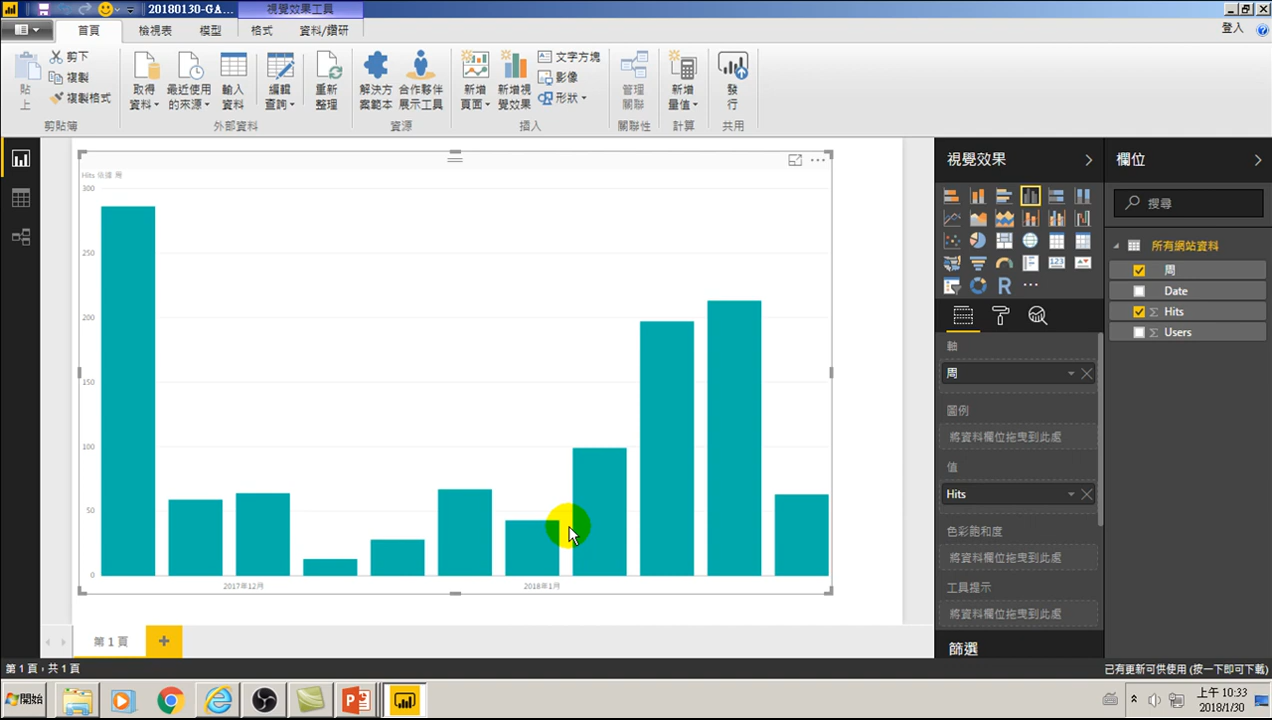 20180130-GA...
視覺效果工具
首頁
檢視表
模型
格式
資料/鑽研
登入
貼
上
剪下
複製
複製格式
剪貼簿
取得
資料
最近使用
的來源
輸入
資料
編輯
查詢
重新
整理
外部資料
解決方
案範本
合作夥伴
展示工具
資源
新增
頁面
新增視
覺效果
文字方塊
影像
形狀
插入
管理
關聯
關聯性
新增
量值
計算
發
行
共用
Hits 依據 周
300
250
200
150
100
50
0
2017年12月
2018年1月
視覺效果
R
123
軸
周
圖例
將資料欄位拖曳到此處
值
Hits
色彩飽和度
將資料欄位拖曳到此處
工具提示
將資料欄位拖曳到此處
篩選
欄位
搜尋
所有網站資料
周
Date
Σ Hits
Σ Users
第 1 頁
+
第 1 頁，共 1 頁
已有更新可供使用 (按一下即可下載)
開始
上午 10:33
2018/1/30